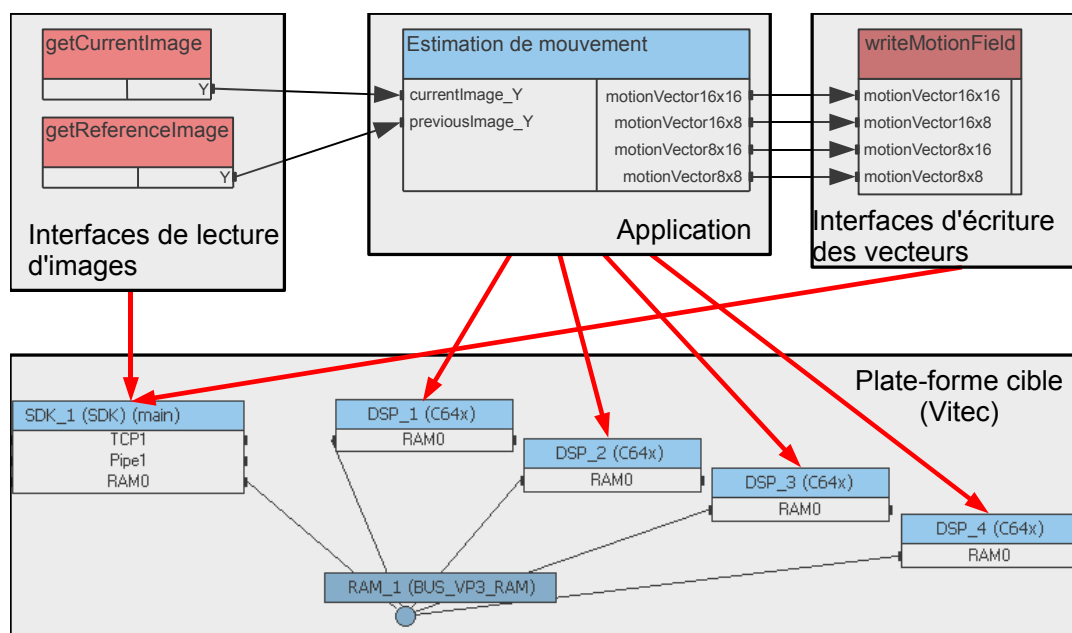 getCurrentImage
Y
getReferenceImage
Y
Interfaces de lecture
d'images
Estimation de mouvement
currentImage_Y
previousImage_Y
motionVector16x16
motionVector16x8
motionVector8x16
motionVector8x8
Application
writeMotionField
motionVector16x16
motionVector16x8
motionVector8x16
motionVector8x8
Interfaces d'écriture
des vecteurs
Plate-forme cible
(Vitec)
SDK_1 (SDK) (main)
TCP1
Pipe1
RAM0
DSP_1 (C64x)
RAM0
DSP_2 (C64x)
RAM0
DSP_3 (C64x)
RAM0
DSP_4 (C64x)
RAM0
RAM_1 (BUS_VP3_RAM)